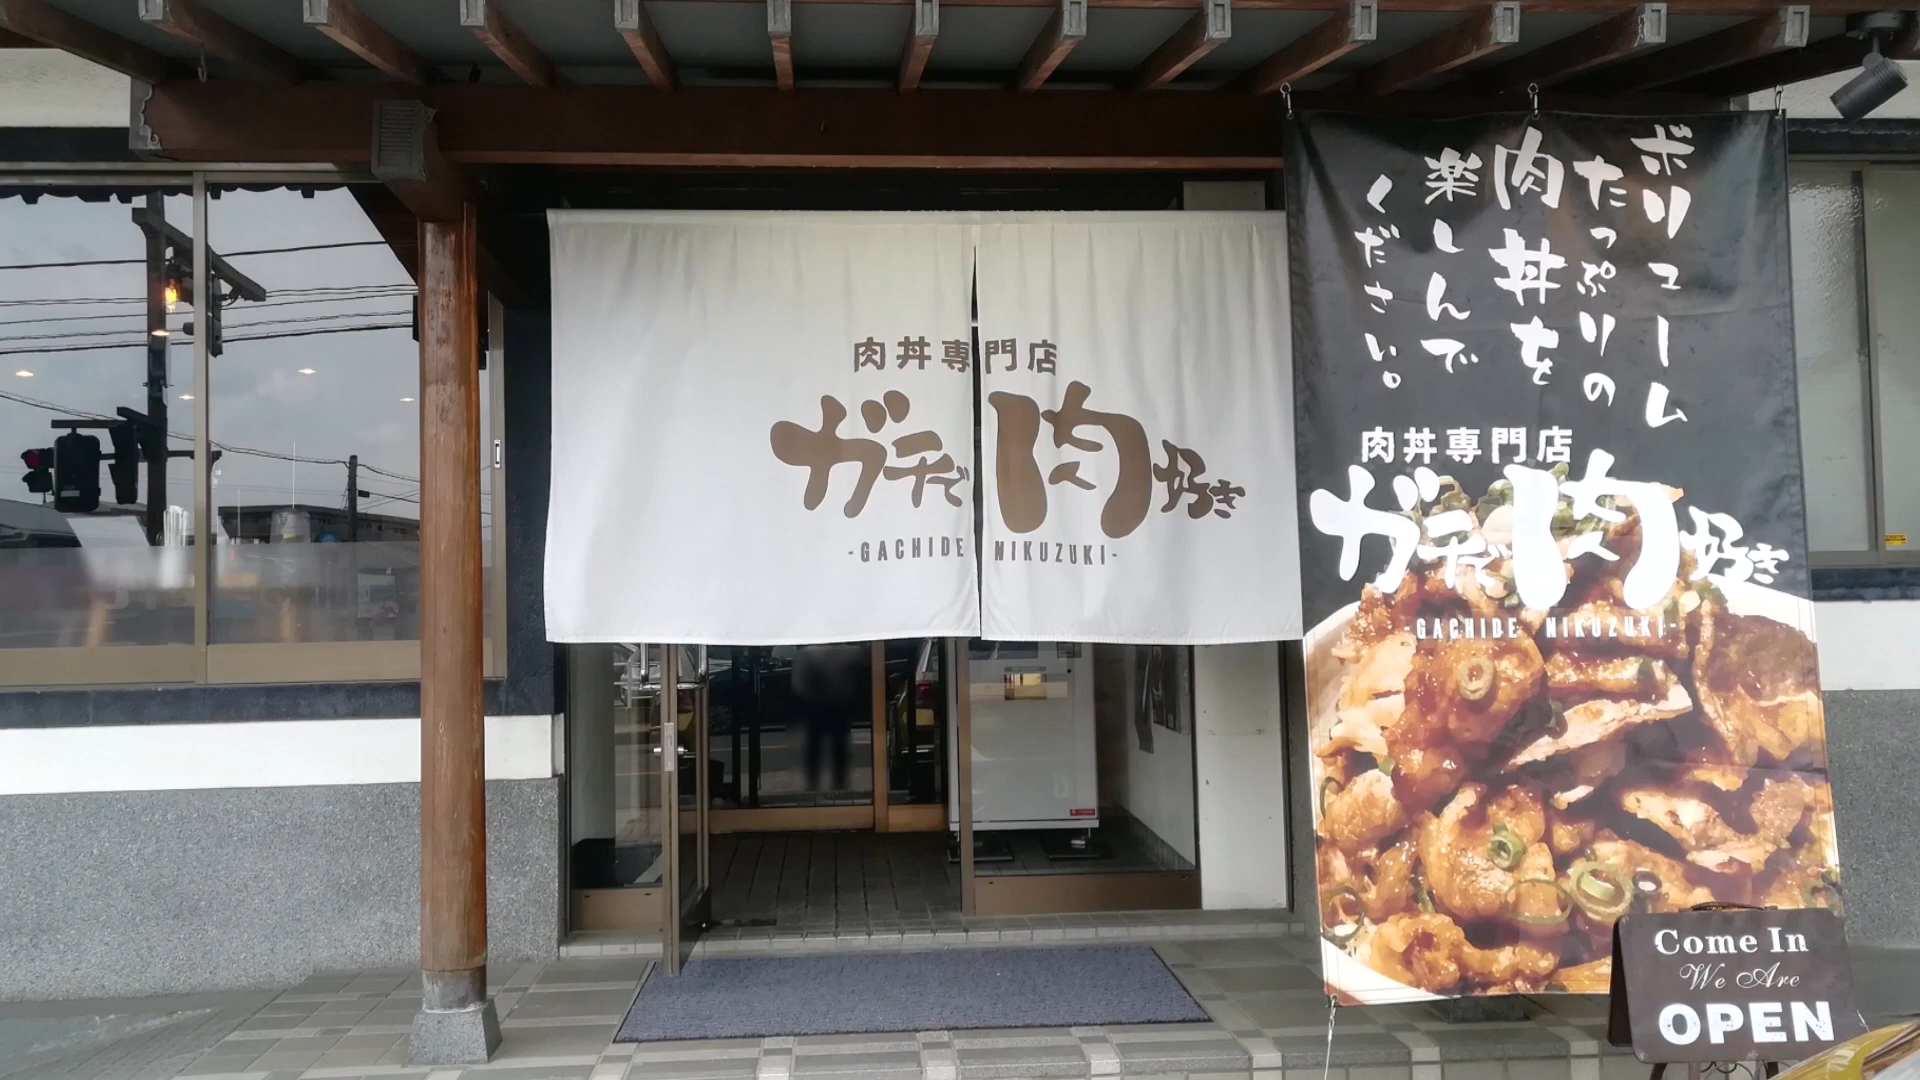 肉丼専門店
ガチで肉好き
-GACHIDE NIKUZUKI-
ボリューム
たっぷりの
肉丼を
楽しんで
ください。
肉丼専門店
ガチで肉好き
-GACHIDE NIKUZUKI-
Come In
We Are
OPEN